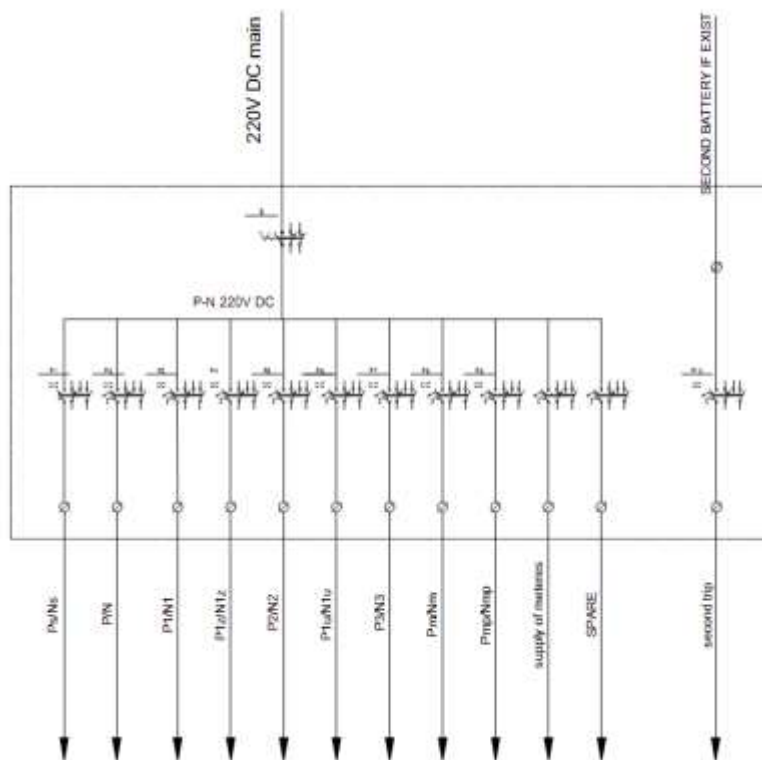 220V DC main
SECOND BATTERY IF EXIST
P-N 220V DC
Ps/Ns
P/N
P1/N1
P1z/N1z
P2/N2
P1u/N1u
P3/N3
Pm/Nm
Pmp/Nmp
supply of
SPARE
second trip